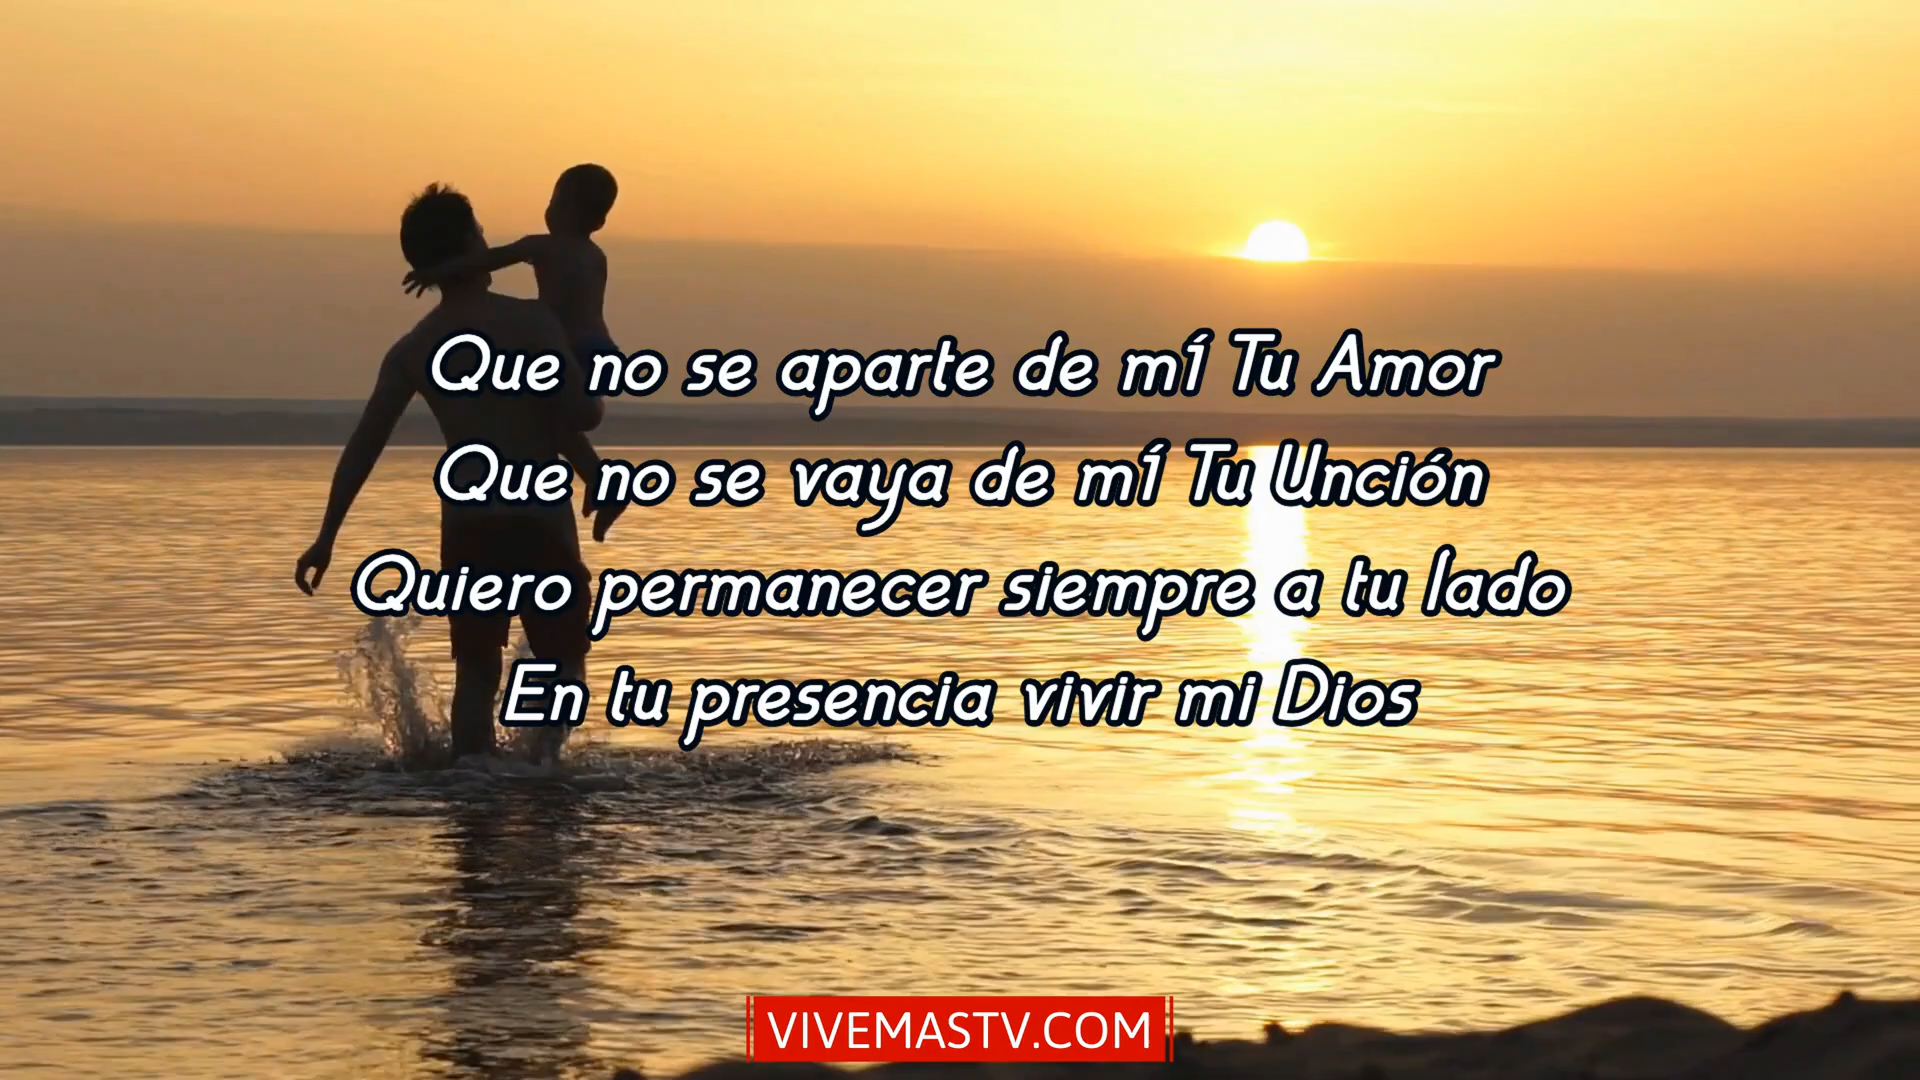 Que no se aparte de mí Tu Amor
Que no se vaya de mí Tu Unción
Quiero permanecer siempre a tu lado
En tu presencia vivir mi Dios
VIVEMASTV.COM